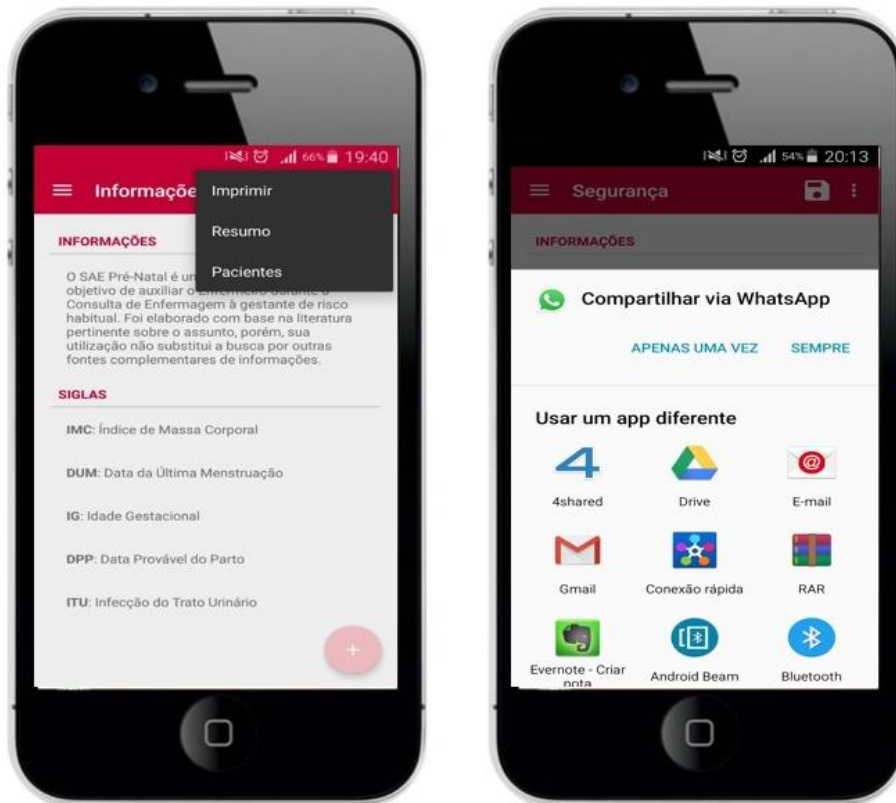 66% 19:40
Informaçõe
Imprimir
Resumo
Pacientes
INFORMAÇÕES
O SAE Pré-Natal é un
objetivo de auxiliar o
Consulta de Enfermagem à gestante de risco
habitual. Foi elaborado com base na literatura
pertinente sobre o assunto, porém, sua
utilização não substitui a busca por outras
fontes complementares de informações.
SIGLAS
IMC: Índice de Massa Corporal
DUM: Data da Última Menstruação
IG: Idade Gestacional
DPP: Data Provável do Parto
ITU: Infecção do Trato Urinário
+
54% 20:13
Segurança
INFORMAÇÕES
Compartilhar via WhatsApp
APENAS UMA VEZ SEMPRE
Usar um app diferente
4shared Drive E-mail
Gmail Conexão rápida RAR
Evernote - Criar
nota Android Beam Bluetooth